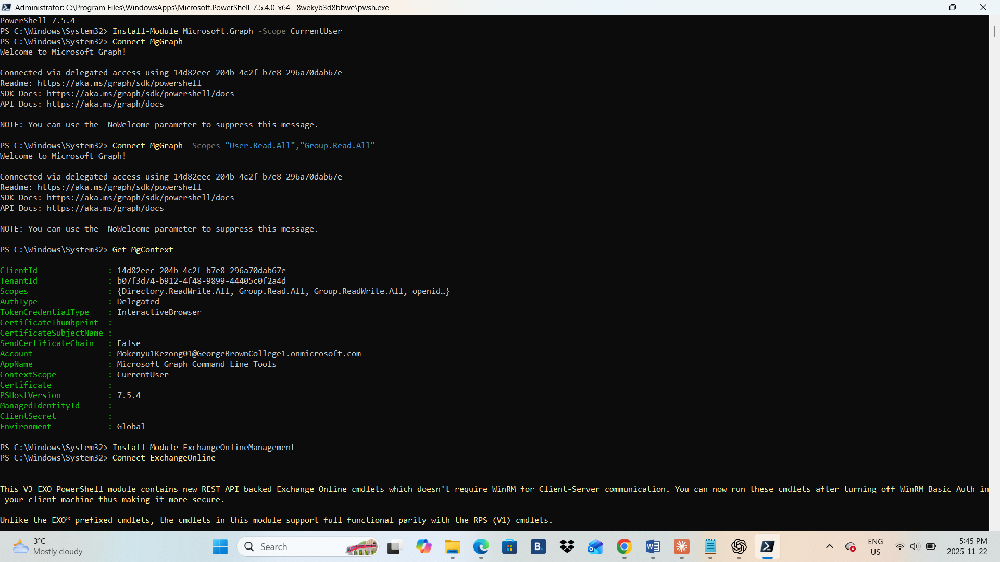 Administrator: C:\Program Files\WindowsApps\Microsoft.PowerShell_7.5.4.0_x64__8wekyb3d8bbwe\pwsh.exe
PowerShell 7.5.4
PS C:\Windows\System32> Install-Module Microsoft.Graph -Scope CurrentUser
PS C:\Windows\System32> Connect-MgGraph
Welcome to Microsoft Graph!
Connected via delegated access using 14d82eec-204b-4c2f-b7e8-296a70dab67e
Readme: https://aka.ms/graph/sdk/powershell
SDK Docs: https://aka.ms/graph/sdk/powershell/docs
API Docs: https://aka.ms/graph/docs
NOTE: You can use the -NoWelcome parameter to suppress this message.
PS C:\Windows\System32> Connect-MgGraph -Scopes "User.Read.All","Group.Read.All"
Welcome to Microsoft Graph!
Connected via delegated access using 14d82eec-204b-4c2f-b7e8-296a70dab67e
Readme: https://aka.ms/graph/sdk/powershell
SDK Docs: https://aka.ms/graph/sdk/powershell/docs
API Docs: https://aka.ms/graph/docs
NOTE: You can use the -NoWelcome parameter to suppress this message.
PS C:\Windows\System32> Get-MgContext
ClientId : 14d82eec-204b-4c2f-b7e8-296a70dab67e
TenantId : b07f3d74-b912-4f48-9899-44405c0f2a4d
Scopes : {Directory.ReadWrite.All, Group.Read.All, Group.ReadWrite.All, openid…}
AuthType : Delegated
TokenCredentialType : InteractiveBrowser
CertificateThumbprint :
CertificateSubjectName :
SendCertificateChain : False
Account : Mokenyu1Kezong01@GeorgeBrownCollege1.onmicrosoft.com
AppName : Microsoft Graph Command Line Tools
ContextScope : CurrentUser
Certificate :
PSHostVersion : 7.5.4
ManagedIdentityId :
ClientSecret :
Environment : Global
PS C:\Windows\System32> Install-Module ExchangeOnlineManagement
PS C:\Windows\System32> Connect-ExchangeOnline
----------------------------------------------------------------------------------------
This V3 EXO PowerShell module contains new REST API backed Exchange Online cmdlets which doesn't require WinRM for Client-Server communication. You can now run these cmdlets after turning off WinRM Basic Auth in
your client machine thus making it more secure.
Unlike the EXO* prefixed cmdlets, the cmdlets in this module support full functional parity with the RPS (V1) cmdlets.
3°C
Mostly cloudy
Search
B.
ENG
US
5:45 PM
2025-11-22